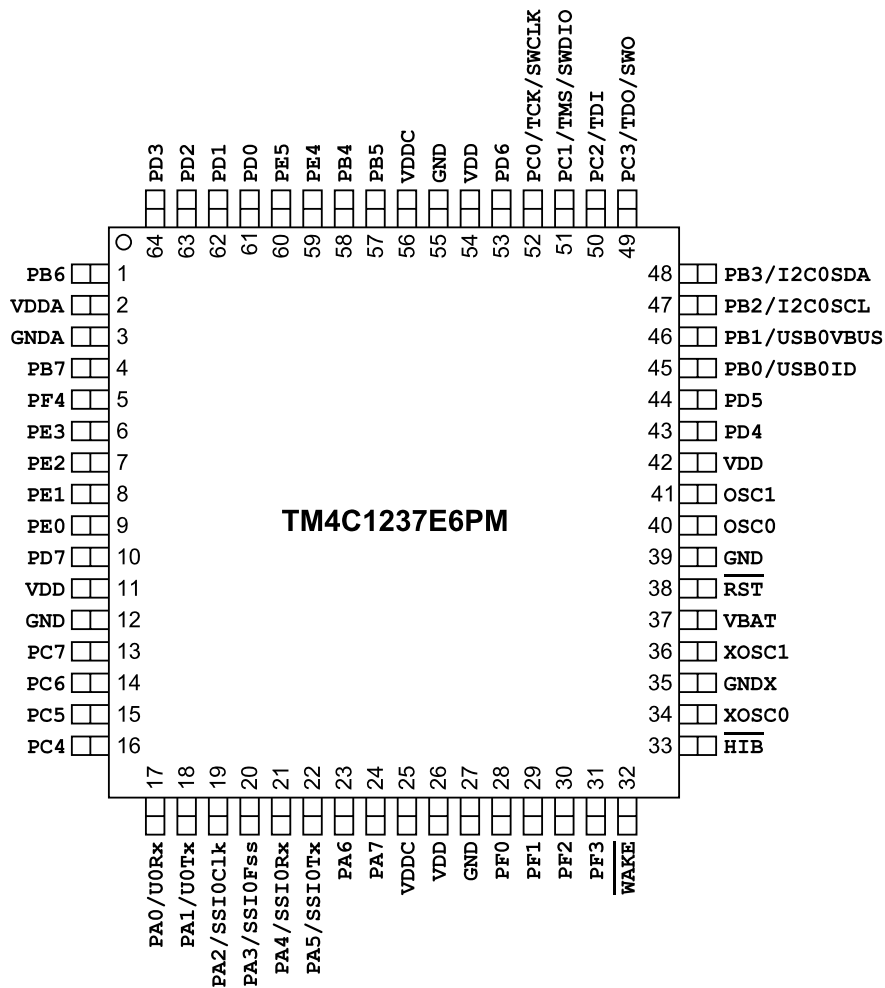 PD3
PD2
PD1
PD0
PE5
PE4
PB4
PB5
VDDC
GND
VDD
PD6
PC0/TCK/SWCLK
PC1/TMS/SWDIO
PC2/TDI
PC3/TDO/SWO
64
63
62
61
60
59
58
57
56
55
54
53
52
51
50
49
PB6 1
VDDA 2
GNDA 3
PB7 4
PF4 5
PE3 6
PE2 7
PE1 8
PE0 9
PD7 10
VDD 11
GND 12
PC7 13
PC6 14
PC5 15
PC4 16
TM4C1237E6PM
48 PB3/I2C0SDA
47 PB2/I2C0SCL
46 PB1/USB0VBUS
45 PB0/USB0ID
44 PD5
43 PD4
42 VDD
41 OSC1
40 OSC0
39 GND
38 RST
37 VBAT
36 XOSC1
35 GNDX
34 XOSC0
33 HIB
17
18
19
20
21
22
23
24
25
26
27
28
29
30
31
32
PA0/U0Rx
PA1/U0Tx
PA2/SSI0Clk
PA3/SSI0Fss
PA4/SSI0Rx
PA5/SSI0Tx
PA6
PA7
VDDC
VDD
GND
PF0
PF1
PF2
PF3
WAKE